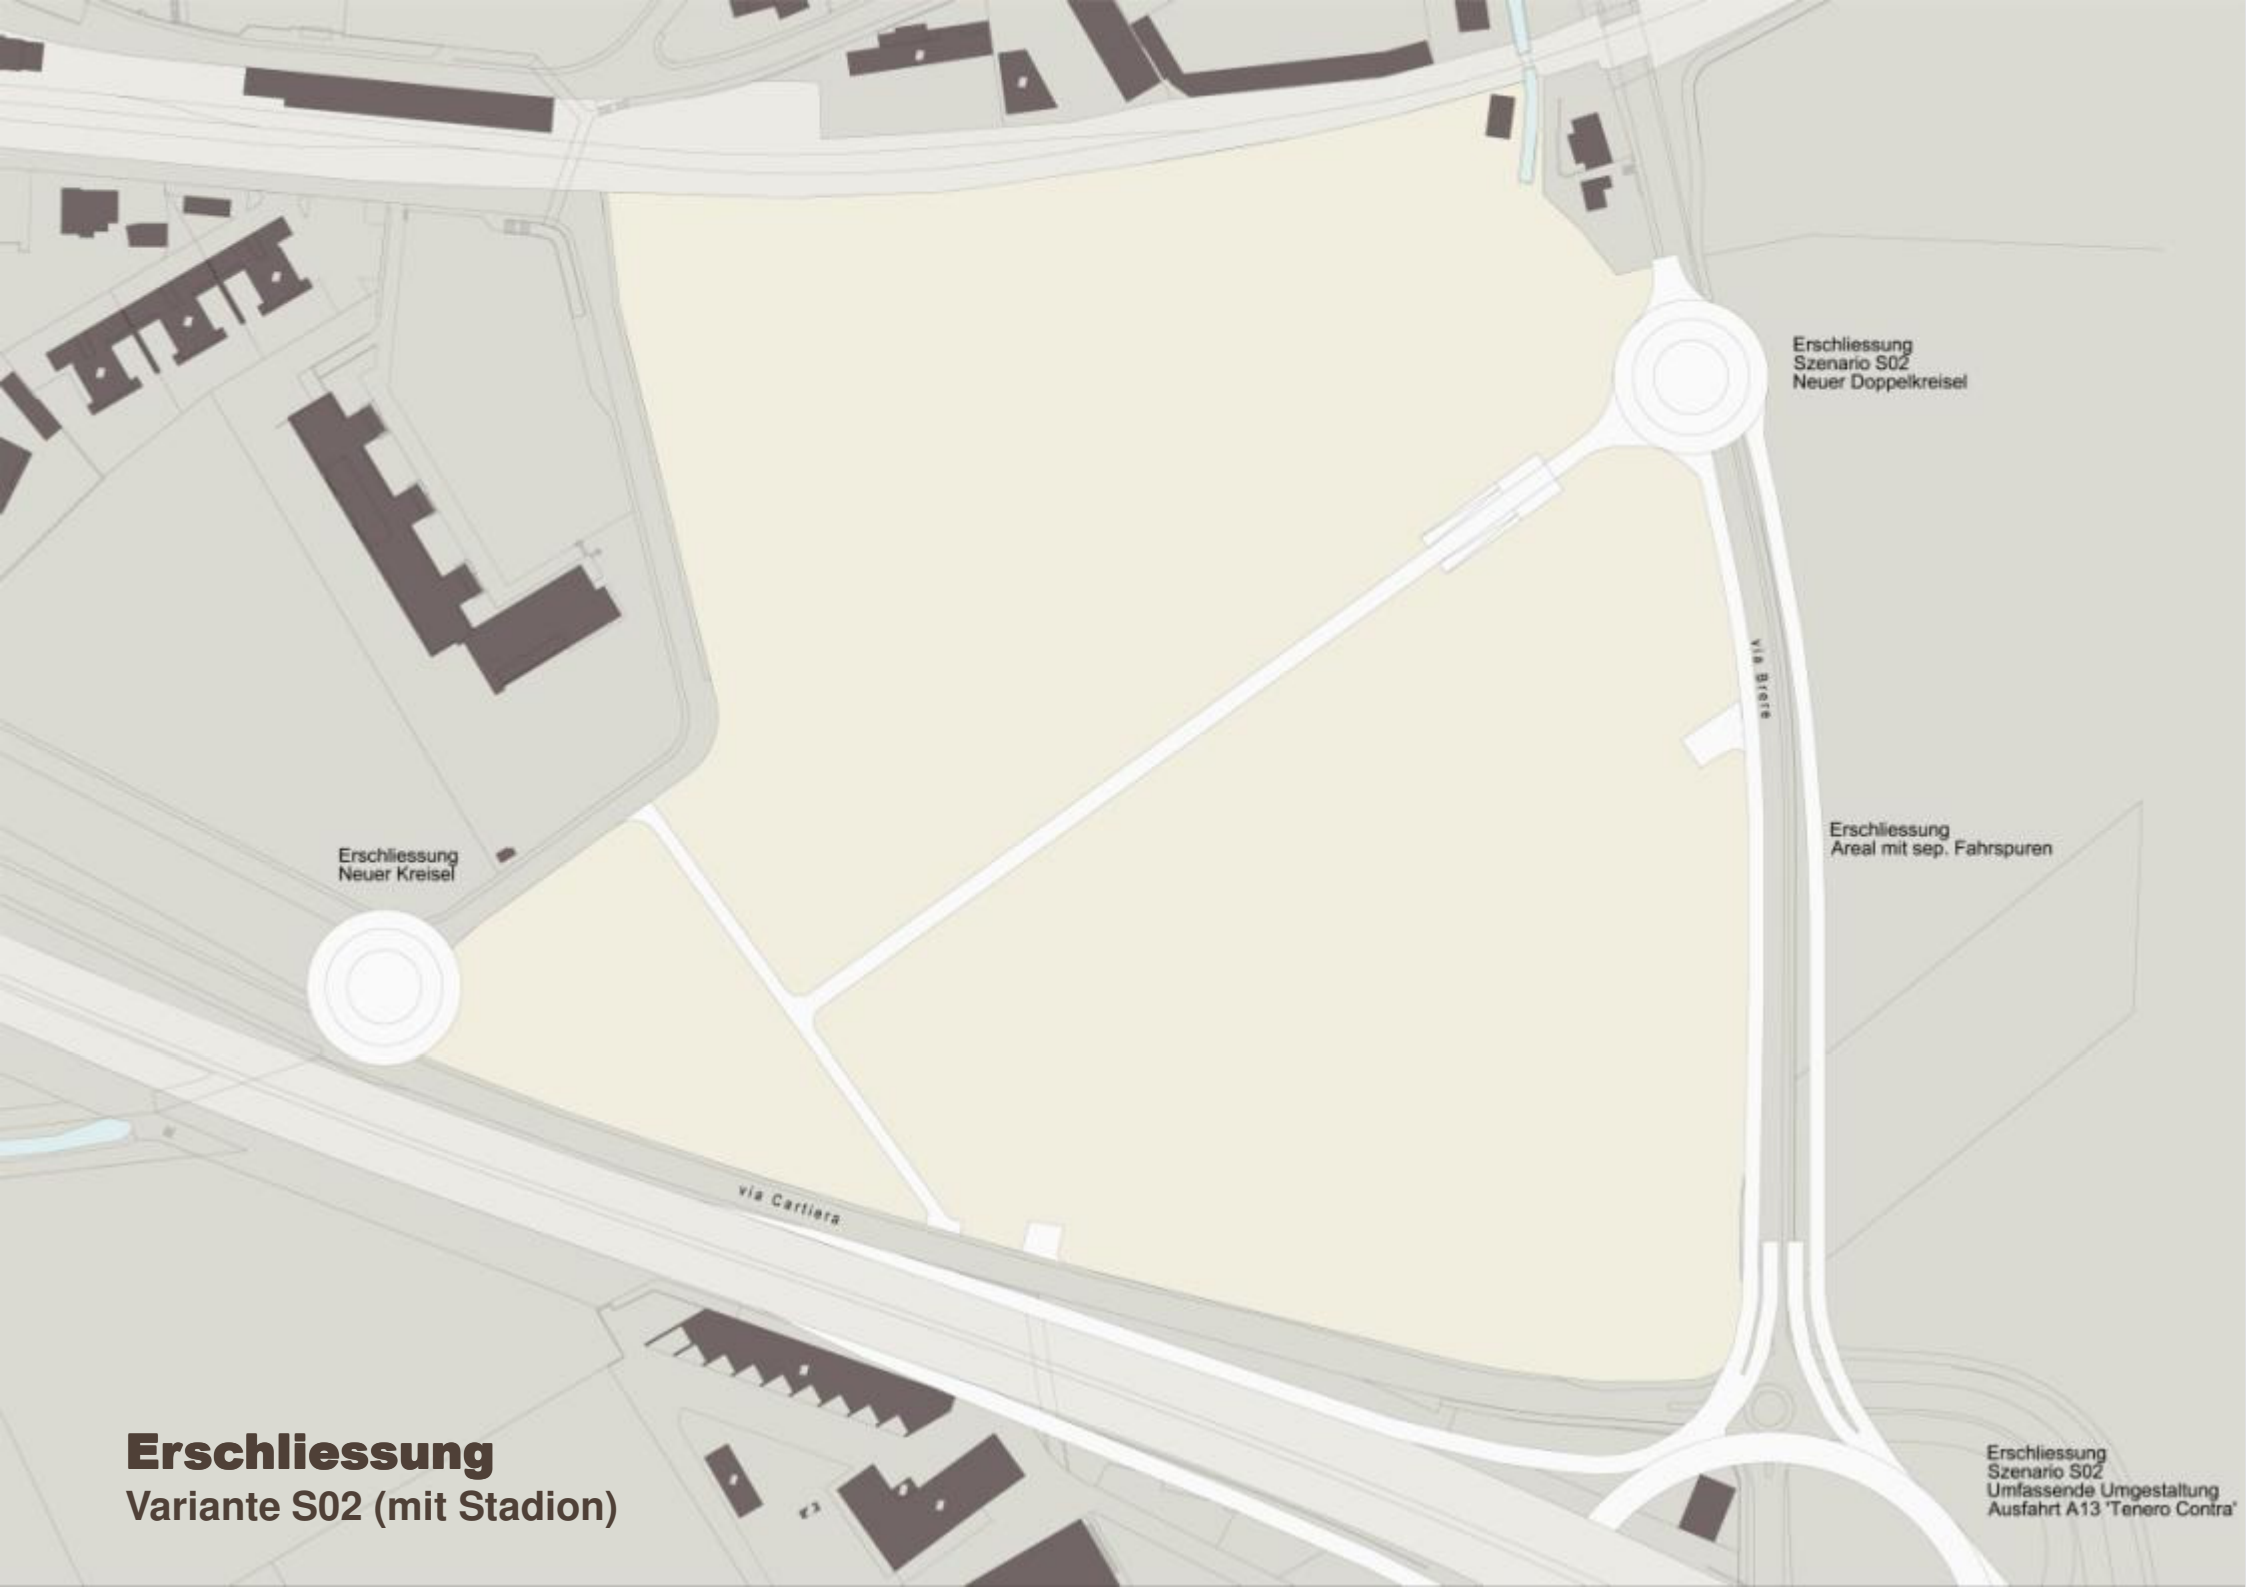 Erschliessung
Szenario S02
Neuer Doppelkreisel
via Brere
Erschliessung
Areal mit sep. Fahrspuren
Erschliessung
Neuer Kreisel
via Cartiera
Erschliessung
Variante S02 (mit Stadion)
Erschliessung
Szenario S02
Umfassende Umgestaltung
Ausfahrt A13 'Tenero Contra'